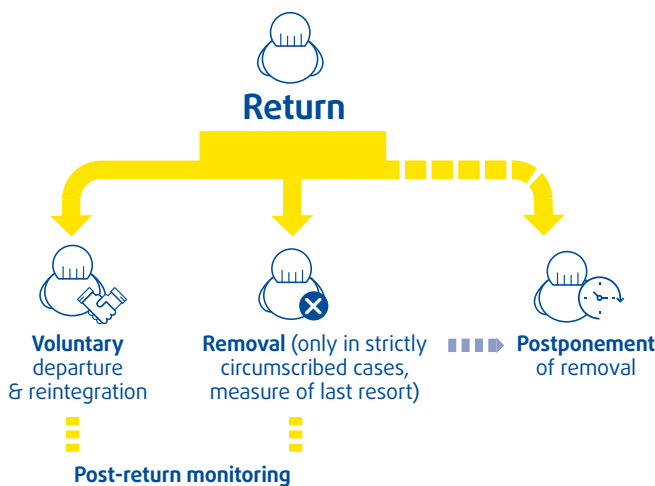 Return
Voluntary
departure
& reintegration
Removal (only in strictly
circumscribed cases,
measure of last resort)
Postponement
of removal
Post-return monitoring